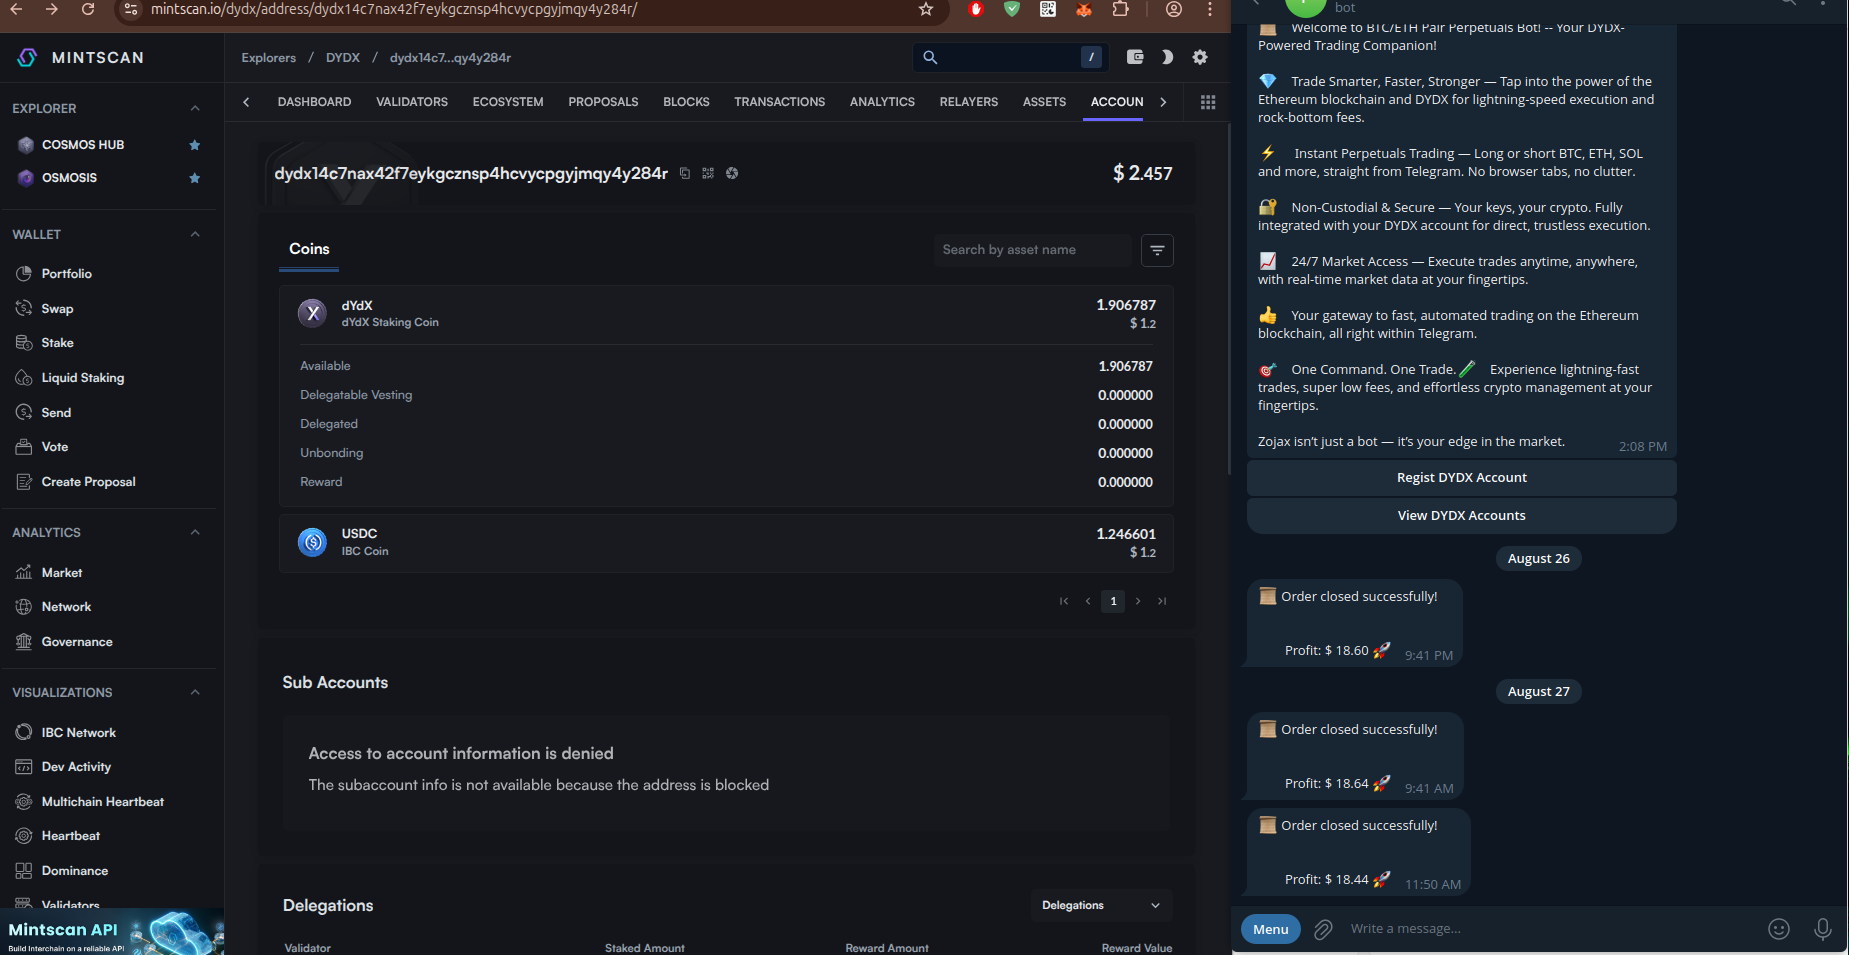 mintscan.io/dydx/address/dydx14c7nax42f7eykgcznsp4hcvycpgyjmqy4y284r/
MINTSCAN
Explorers / DYDX / dydx14c7...qy4y284r
/
DASHBOARD VALIDATORS ECOSYSTEM PROPOSALS BLOCKS TRANSACTIONS ANALYTICS RELAYERS ASSETS ACCOUN
EXPLORER
COSMOS HUB
OSMOSIS
WALLET
Portfolio
Swap
Stake
Liquid Staking
Send
Vote
Create Proposal
ANALYTICS
Market
Network
Governance
VISUALIZATIONS
IBC Network
Dev Activity
Multichain Heartbeat
Heartbeat
Dominance
Validators
Mintscan API
Build Interchain on a reliable API
dydx14c7nax42f7eykgcznsp4hcvycpgyjmqy4y284r
$ 2.457
Coins
Search by asset name
dYdX
dYdX Staking Coin
1.906787
$ 1.2
Available 1.906787
Delegatable Vesting 0.000000
Delegated 0.000000
Unbonding 0.000000
Reward 0.000000
USDC
IBC Coin
1.246601
$ 1.2
1
Sub Accounts
Access to account information is denied
The subaccount info is not available because the address is blocked
Delegations
Delegations
Validator Staked Amount Reward Amount Reward Value
bot
Welcome to BTC/ETH Pair Perpetuals Bot! -- Your DYDX-
Powered Trading Companion!
💎 Trade Smarter, Faster, Stronger — Tap into the power of the
Ethereum blockchain and DYDX for lightning-speed execution and
rock-bottom fees.
⚡ Instant Perpetuals Trading — Long or short BTC, ETH, SOL
and more, straight from Telegram. No browser tabs, no clutter.
🔐 Non-Custodial & Secure — Your keys, your crypto. Fully
integrated with your DYDX account for direct, trustless execution.
📈 24/7 Market Access — Execute trades anytime, anywhere,
with real-time market data at your fingertips.
👍 Your gateway to fast, automated trading on the Ethereum
blockchain, all right within Telegram.
🎯 One Command. One Trade. Experience lightning-fast
trades, super low fees, and effortless crypto management at your
fingertips.
Zojax isn't just a bot — it's your edge in the market.
2:08 PM
Regist DYDX Account
View DYDX Accounts
August 26
Order closed successfully!
Profit: $ 18.60 🚀
9:41 PM
August 27
Order closed successfully!
Profit: $ 18.64 🚀
9:41 AM
Order closed successfully!
Profit: $ 18.44 🚀
11:50 AM
Menu
Write a message...